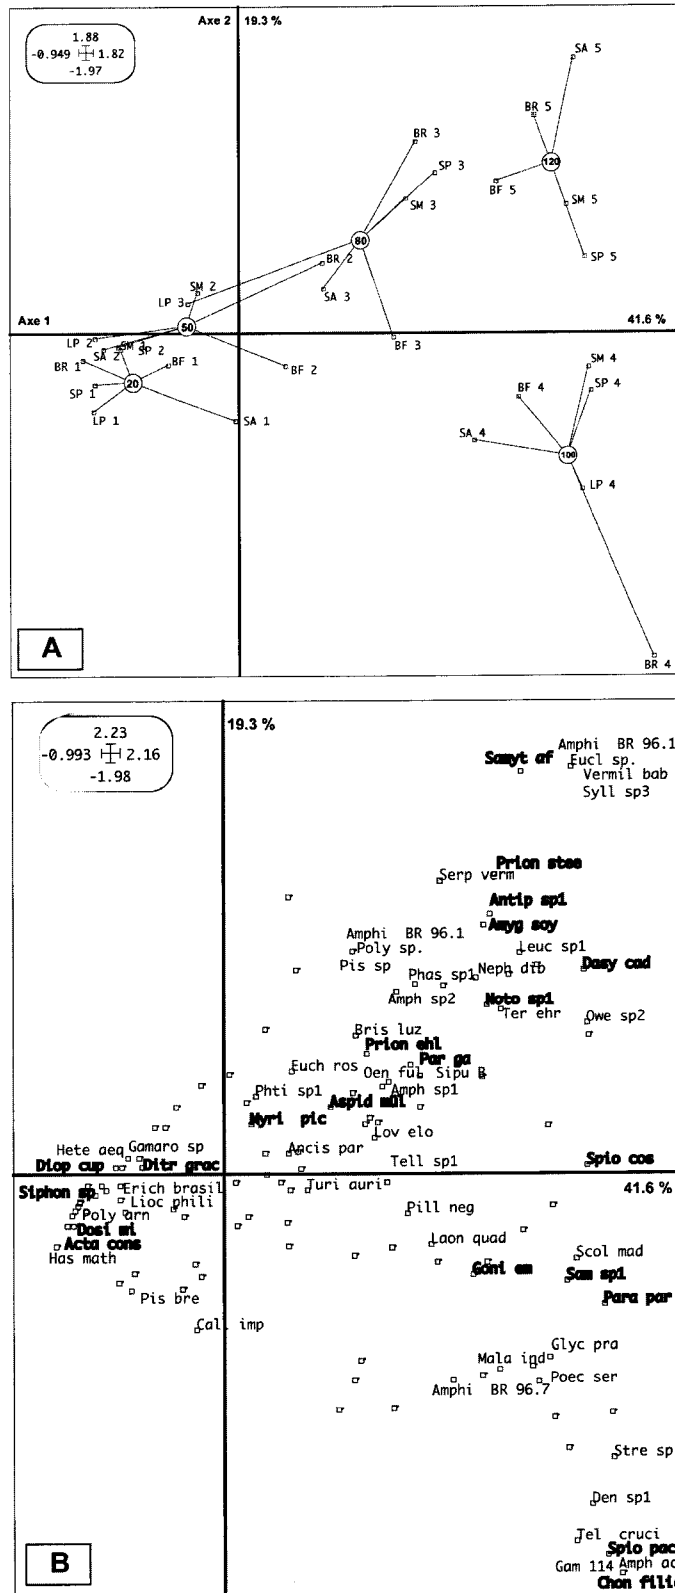 Axe 2 19.3 %
1.88
-0.949 1.82
-1.97
SA 5
BR 5
BR 3
120
SP 3
BF 5
SM 3
SM 5
80
BR 2
SP 5
SM 2
SA 3
LP 3
Axe 1 50 41.6 %
LP 2
BF 3
SA 2 SP 2
BR 1 BF 1 BF 2 SM 4
20
SP 1 BF 4 SP 4
LP 1
SA 1 SA 4
100
LP 4
A
BR 4
19.3 %
2.23
-0.993 2.16
-1.98
Amphi BR 96.1
Samyt af Eucl sp.
Vermil bab
Syll sp3
Prion stee
Serp verm
Antip sp1
Amphi BR 96.1 Amyg soy
Poly sp. Leuc sp1
Pis sp Phas sp1 Neph dib Dasy cad
Amph sp2 Noto sp1
Ter ehr Owe sp2
Bris luz
Prion ehl
Par ga
Euch ros Oen ful Sipu B
Phti sp1 Amph sp1
Aspid mül
Myri pic
Lov elo
Hete aeq Gamaro sp Ancis par
Diop cup Ditr grac Tell sp1 Spio cos
Siphon sp Erich brasil Turi auri 41.6 %
Lioc phili
Poly arn Pill neg
Dosi mi
Acta cons Laon quad
Has math Goni em Scol mad
Sam sp1
Pis bre Para par
Call imp
Glyc pra
Mala ind
Amphi BR 96.7 Poec ser
Stre sp
Den sp1
Tel cruci
B Spio pac
Gam 114 Amph ac
Chon filic